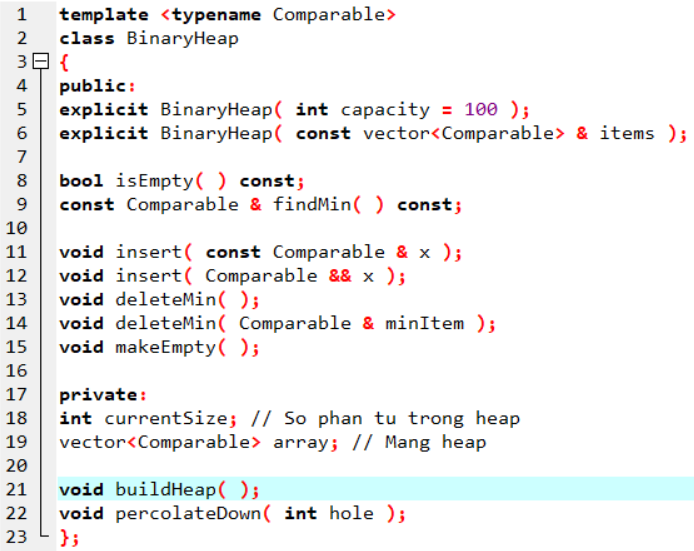 1 template <typename Comparable>
2 class BinaryHeap
3 {
4 public:
5 explicit BinaryHeap( int capacity = 100 );
6 explicit BinaryHeap( const vector<Comparable> & items );
7
8 bool isEmpty( ) const;
9 const Comparable & findMin( ) const;
10
11 void insert( const Comparable & x );
12 void insert( Comparable && x );
13 void deleteMin( );
14 void deleteMin( Comparable & minItem );
15 void makeEmpty( );
16
17 private:
18 int currentSize; // So phan tu trong heap
19 vector<Comparable> array; // Mang heap
20
21 void buildHeap( );
22 void percolateDown( int hole );
23 };